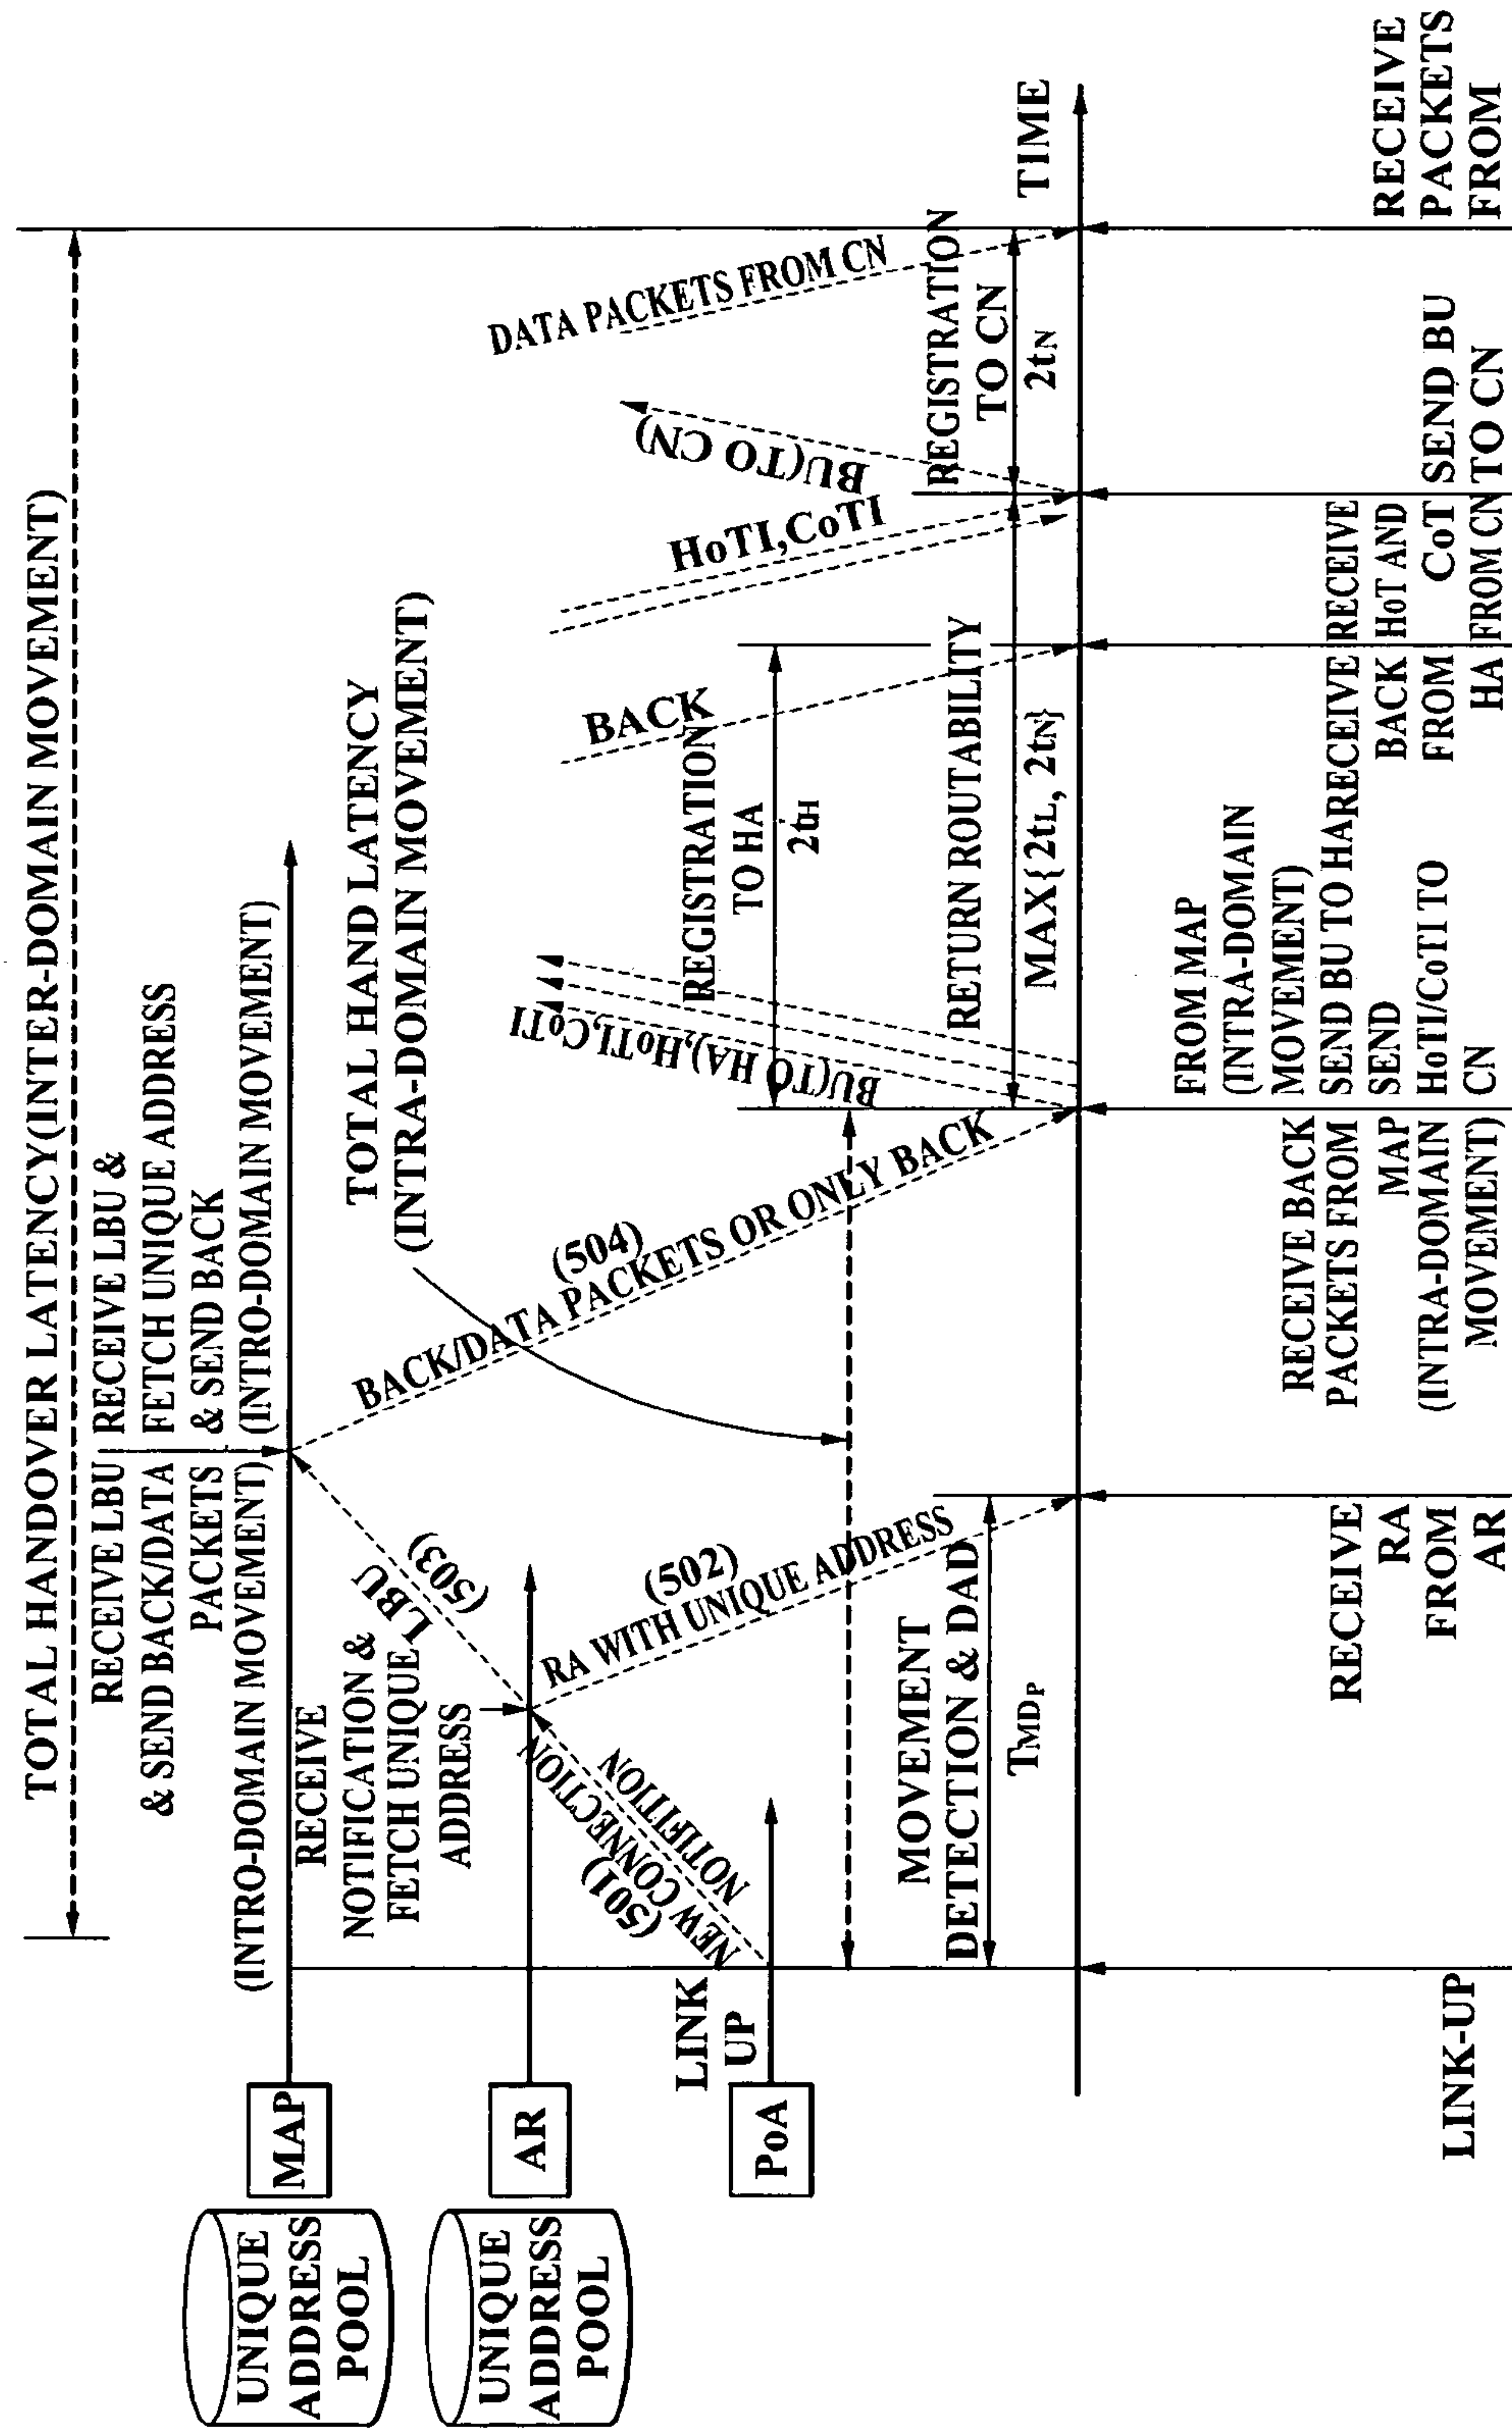 TOTAL HANDOVER LATENCY(INTER-DOMAIN MOVEMENT)
RECEIVE LBU
& SEND BACK/DATA
PACKETS
(INTRO-DOMAIN MOVEMENT)
RECEIVE LBU &
FETCH UNIQUE ADDRESS
& SEND BACK
(INTRO-DOMAIN MOVEMENT)
UNIQUE
ADDRESS
POOL
MAP
RECEIVE
NOTIFICATION &
FETCH UNIQUE
ADDRESS
LBU
(503)
TOTAL HAND LATENCY
(INTRA-DOMAIN MOVEMENT)
UNIQUE
ADDRESS
POOL
AR
(501)
NEW CONNECTION
NOTIFITION
(502)
RA WITH UNIQUE ADDRESS
(504)
BACK/DATA PACKETS OR ONLY BACK
BU(TO HA),HoTI,CoTI
BACK
HoTI,CoTI
BU(TO CN)
DATA PACKETS FROM CN
LINK
UP
PoA
REGISTRATION
TO HA
2tH
MOVEMENT
DETECTION & DAD
TMDP
RETURN ROUTABILITY
MAX{2tL, 2tN}
REGISTRATION
TO CN
2tN
TIME
LINK-UP
RECEIVE
RA
FROM
AR
RECEIVE BACK
PACKETS FROM
MAP
(INTRA-DOMAIN
MOVEMENT)
FROM MAP
(INTRA-DOMAIN
MOVEMENT)
SEND BU TO HA
SEND
HoTI/CoTI TO
CN
RECEIVE
BACK
FROM
HA
RECEIVE
HoT AND
CoT
FROM CN
SEND BU
TO CN
RECEIVE
PACKETS
FROM